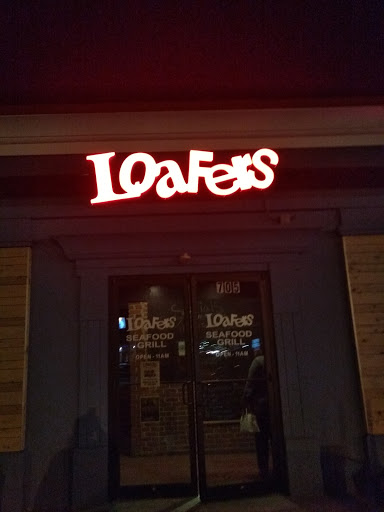 LOAFERS
705
LOAFERS
SEAFOOD
GRILL
OPEN - 11AM
LOAFERS
SEAFOOD
GRILL
OPEN - 11AM